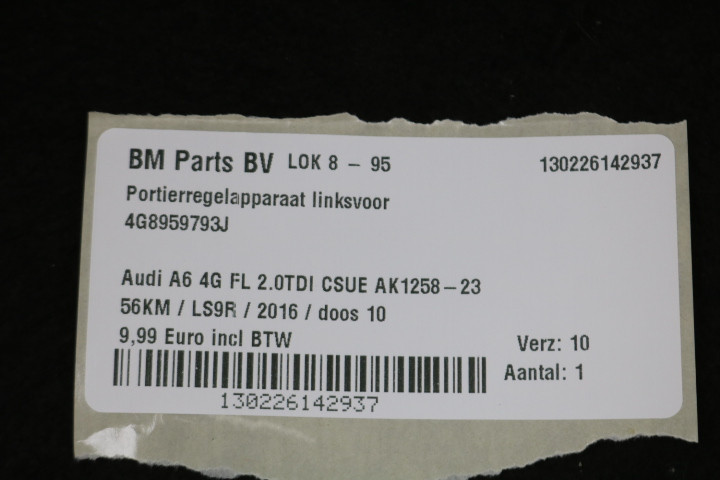 BM Parts BV LOK 8 - 95 130226142937
Portierregelapparaat linksvoor
4G8959793J
Audi A6 4G FL 2.0TDI CSUE AK1258-23
56KM / LS9R / 2016 / doos 10
9,99 Euro incl BTW
Verz: 10
Aantal: 1
130226142937